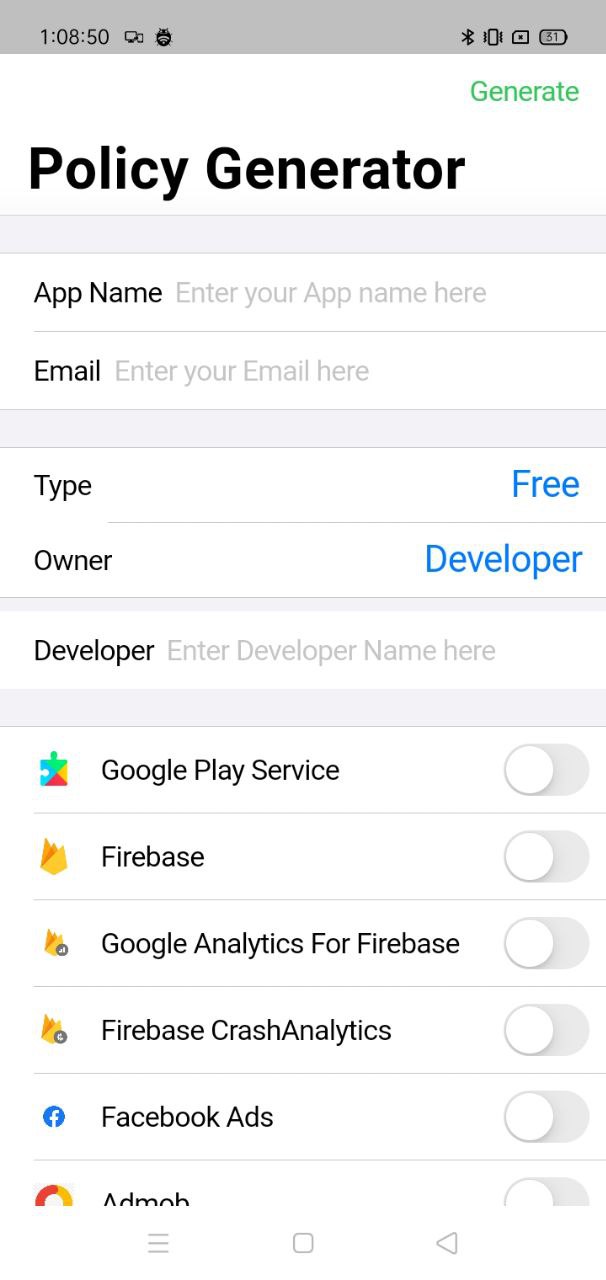 1:08:50 31
Generate
Policy Generator
App Name Enter your App name here
Email Enter your Email here
Type Free
Owner Developer
Developer Enter Developer Name here
Google Play Service
Firebase
Google Analytics For Firebase
Firebase CrashAnalytics
Facebook Ads
Admob